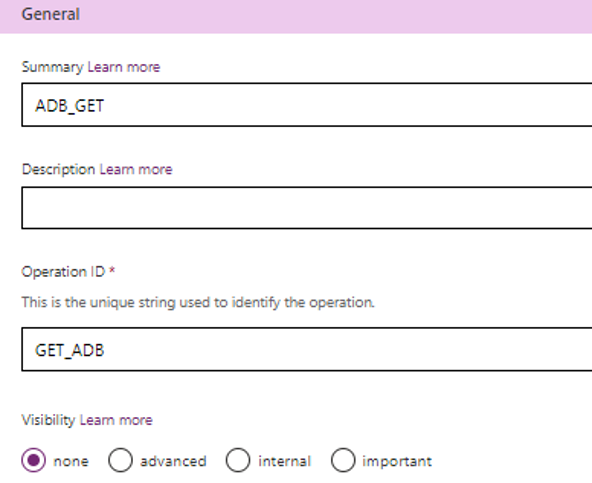 General
Summary Learn more
ADB_GET
Description Learn more
Operation ID *
This is the unique string used to identify the operation.
GET_ADB
Visibility Learn more
none advanced internal important